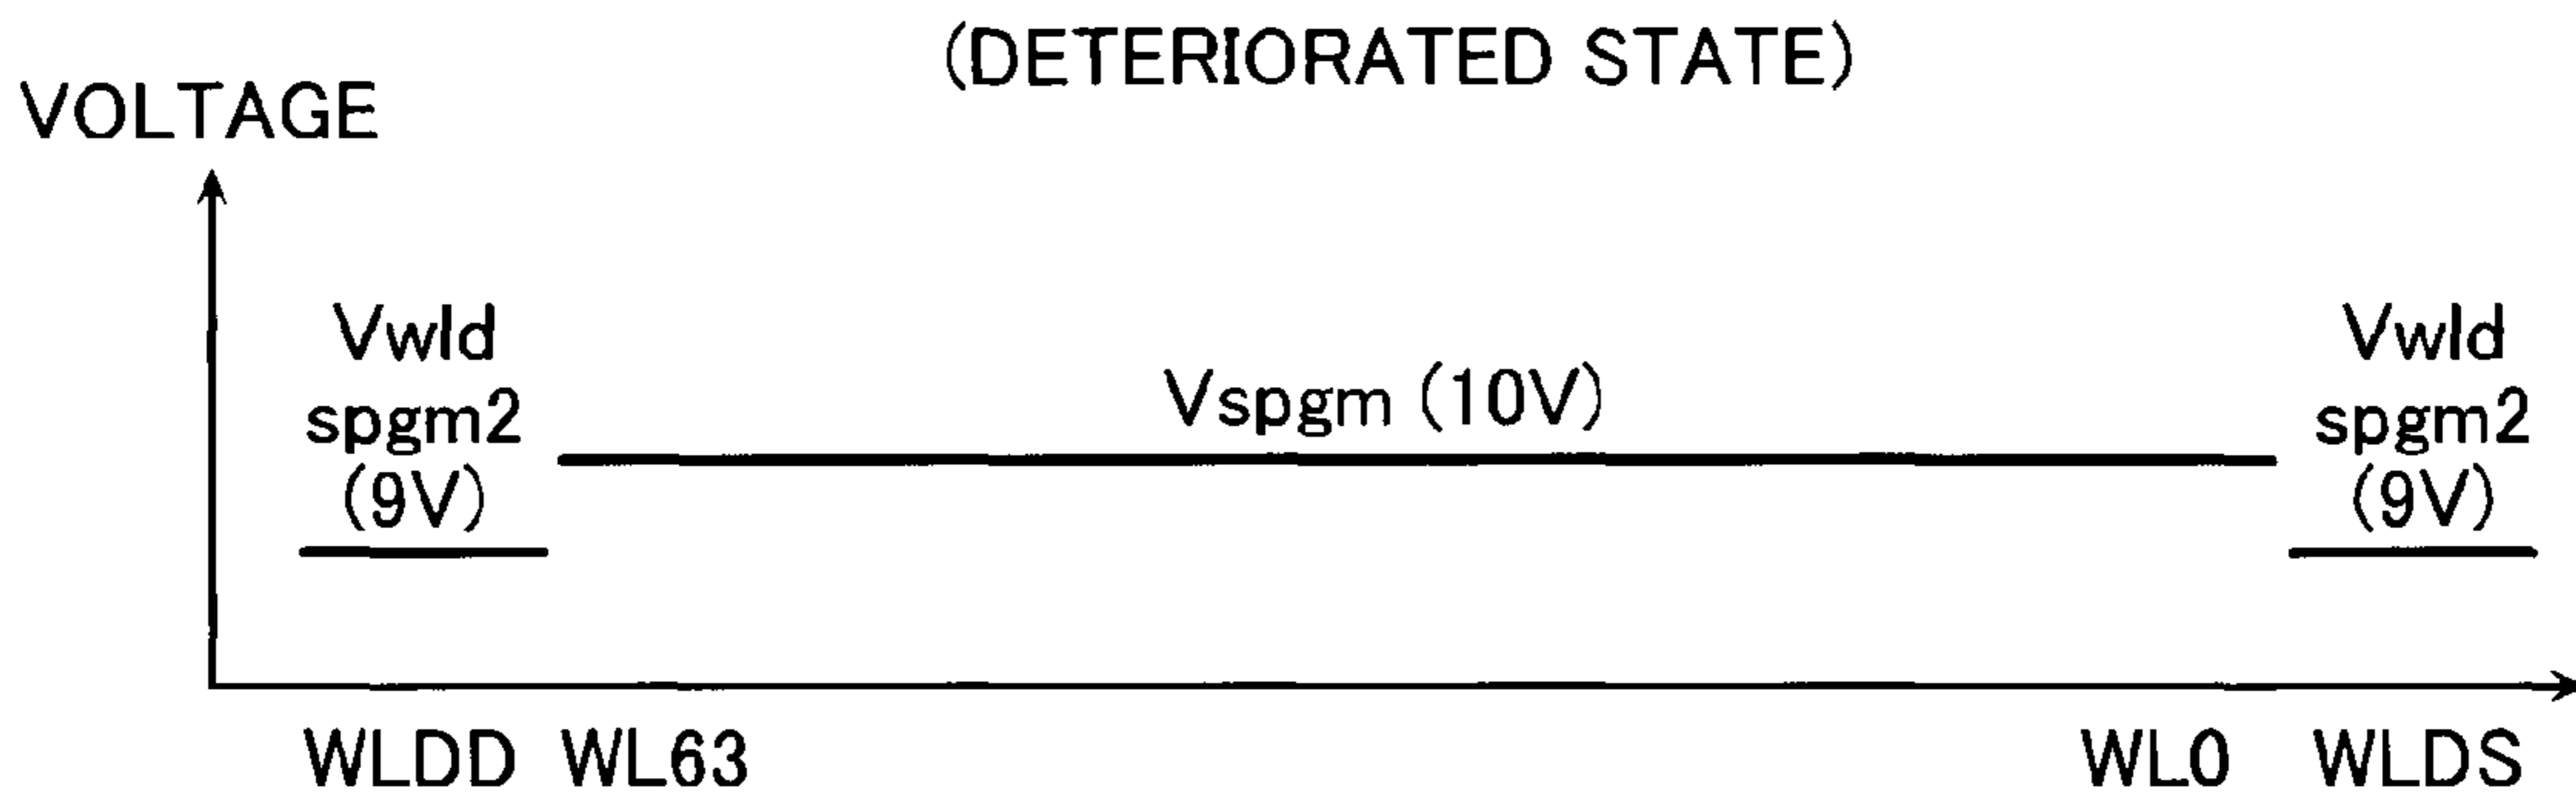 (DETERIORATED STATE)
VOLTAGE
Vwld
spgm2
(9V)
Vspgm (10V)
Vwld
spgm2
(9V)
WLDD WL63 WL0 WLDS